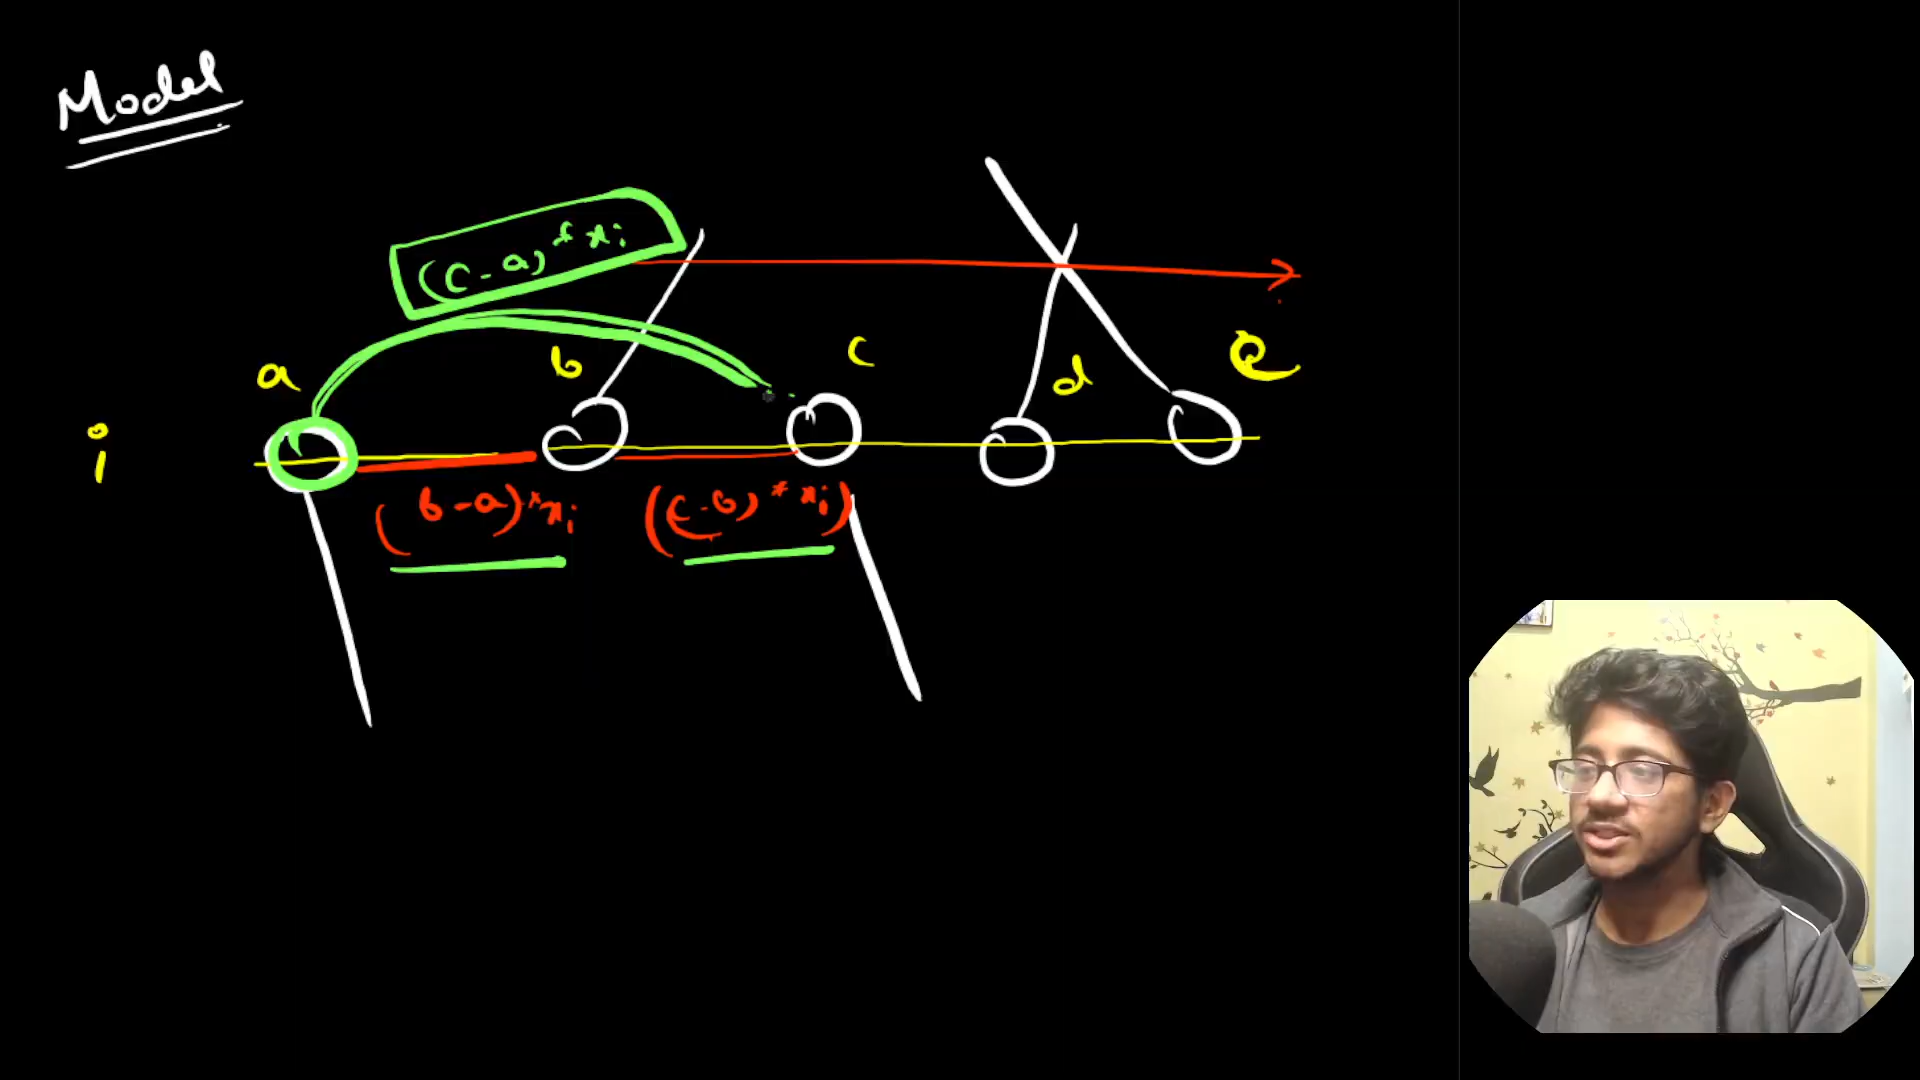 Model
(c-a) * xi
a
b
c
d
e
i
(b-a) * xi
(c-b) * xi)